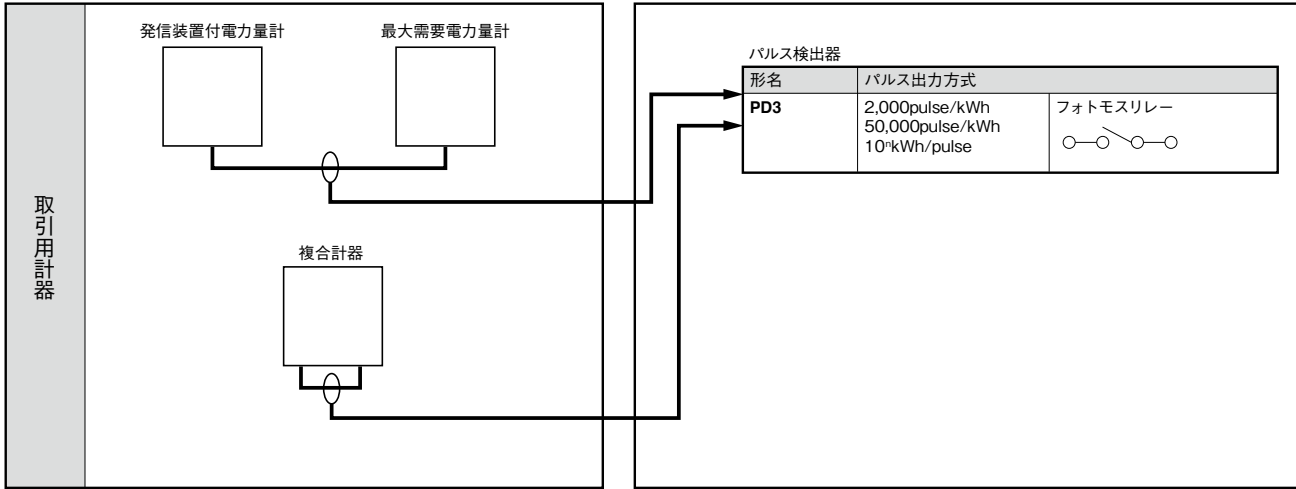 取引用計器
発信装置付電力量計
最大需要電力量計
複合計器
パルス検出器
形名 パルス出力方式
PD3 2,000pulse/kWh フォトモスリレー
50,000pulse/kWh
10ⁿkWh/pulse